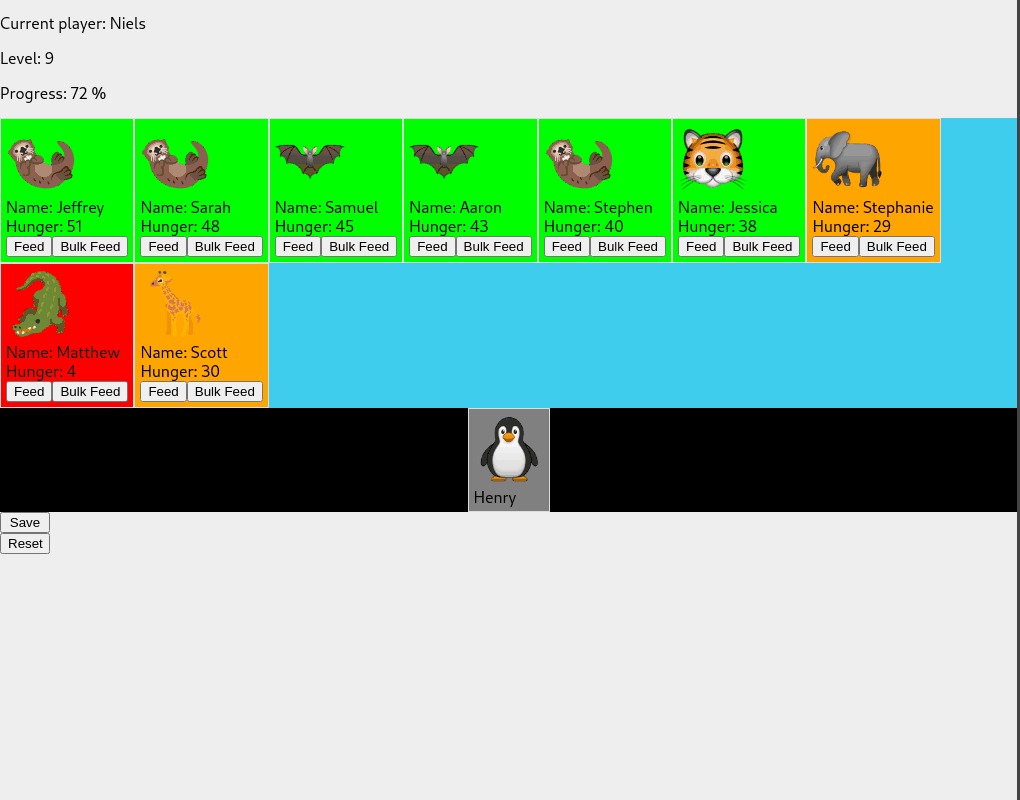 Current player: Niels
Level: 9
Progress: 72 %
Name: Jeffrey
Hunger: 51
Feed Bulk Feed
Name: Sarah
Hunger: 48
Feed Bulk Feed
Name: Samuel
Hunger: 45
Feed Bulk Feed
Name: Aaron
Hunger: 43
Feed Bulk Feed
Name: Stephen
Hunger: 40
Feed Bulk Feed
Name: Jessica
Hunger: 38
Feed Bulk Feed
Name: Stephanie
Hunger: 29
Feed Bulk Feed
Name: Matthew
Hunger: 4
Feed Bulk Feed
Name: Scott
Hunger: 30
Feed Bulk Feed
Henry
Save
Reset